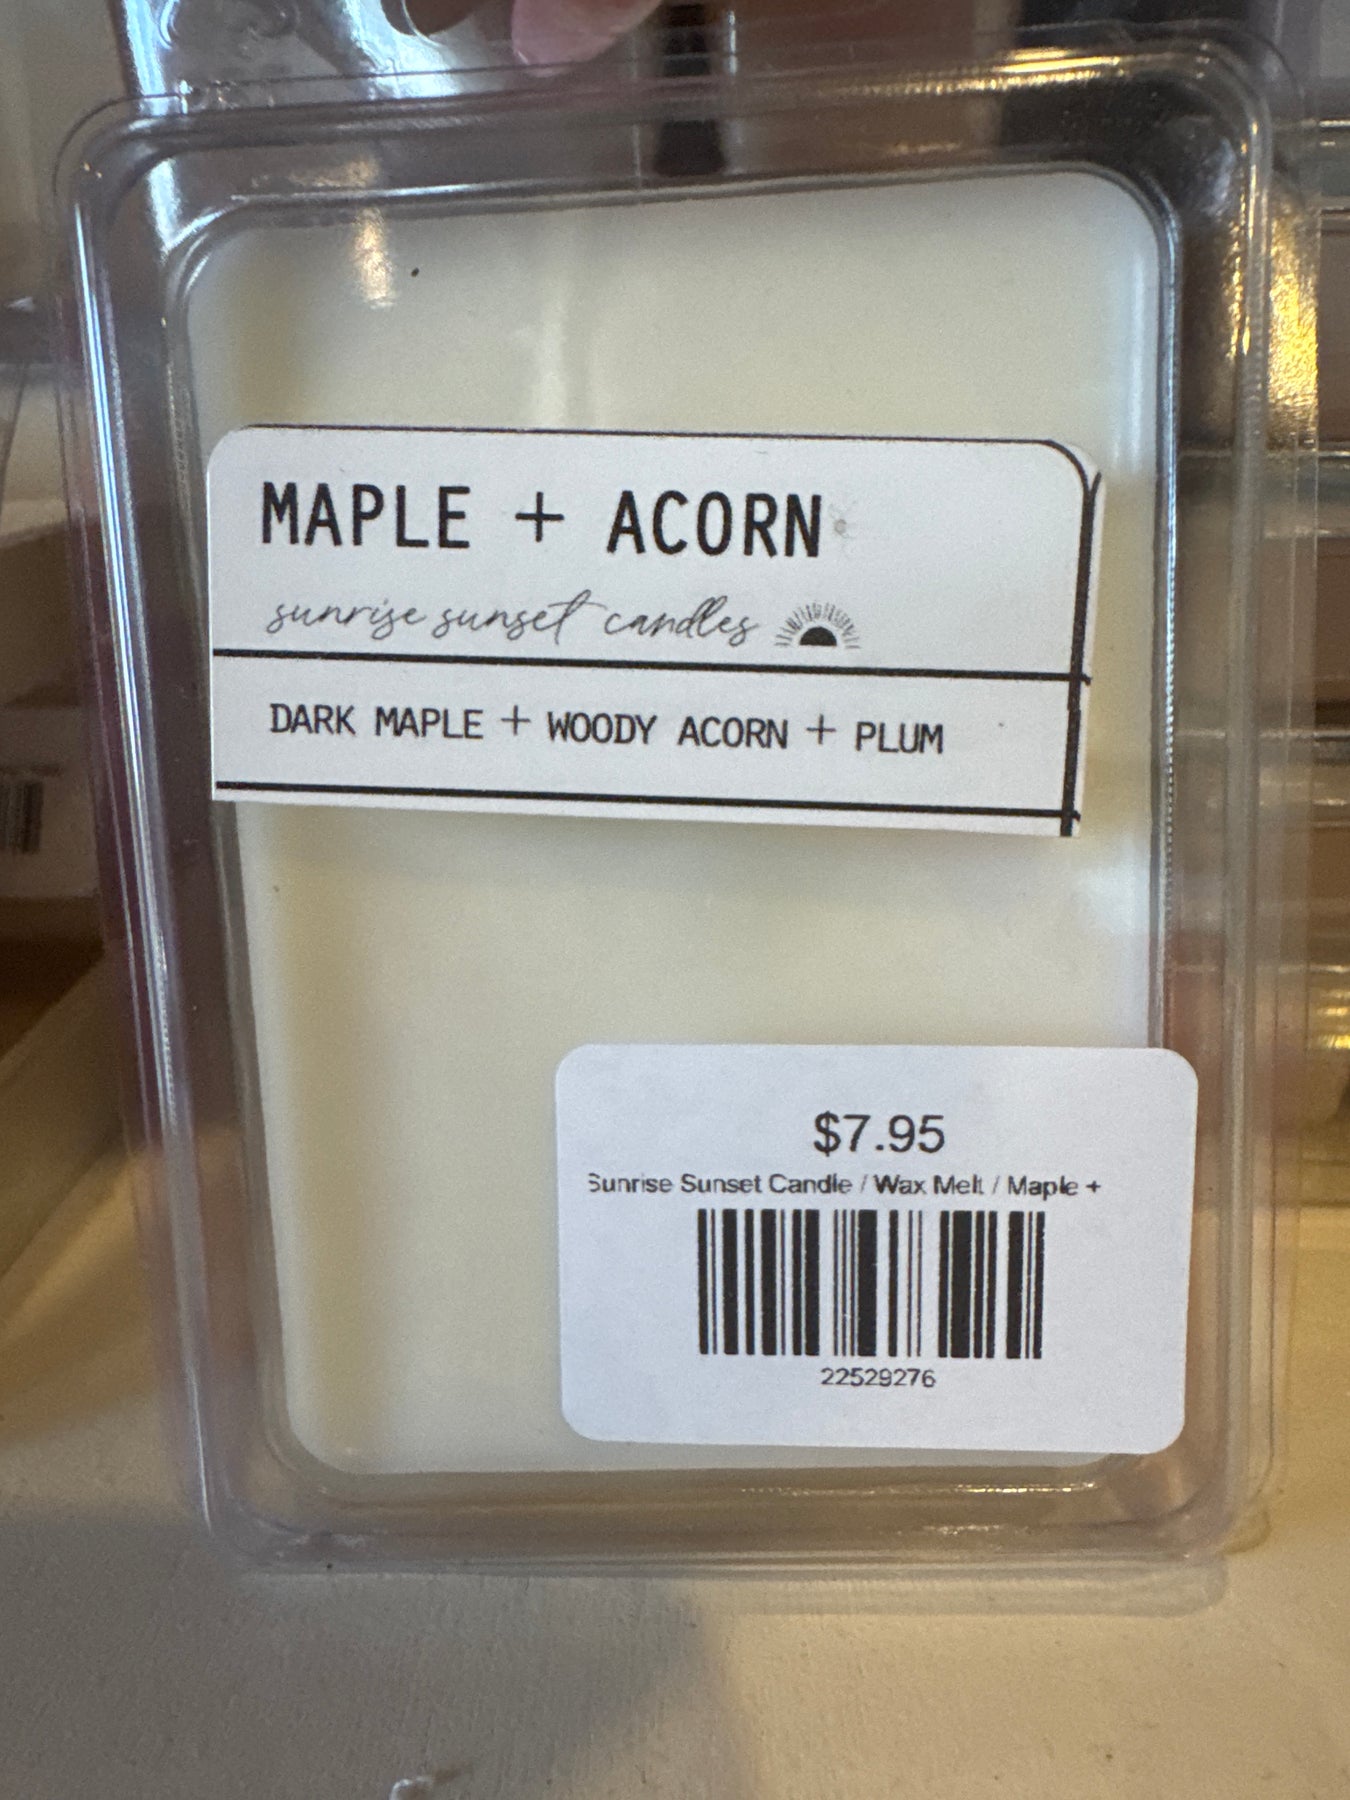 MAPLE + ACORN
sunrise sunset candles
DARK MAPLE + WOODY ACORN + PLUM
$7.95
Sunrise Sunset Candle / Wax Melt / Maple +
22529276